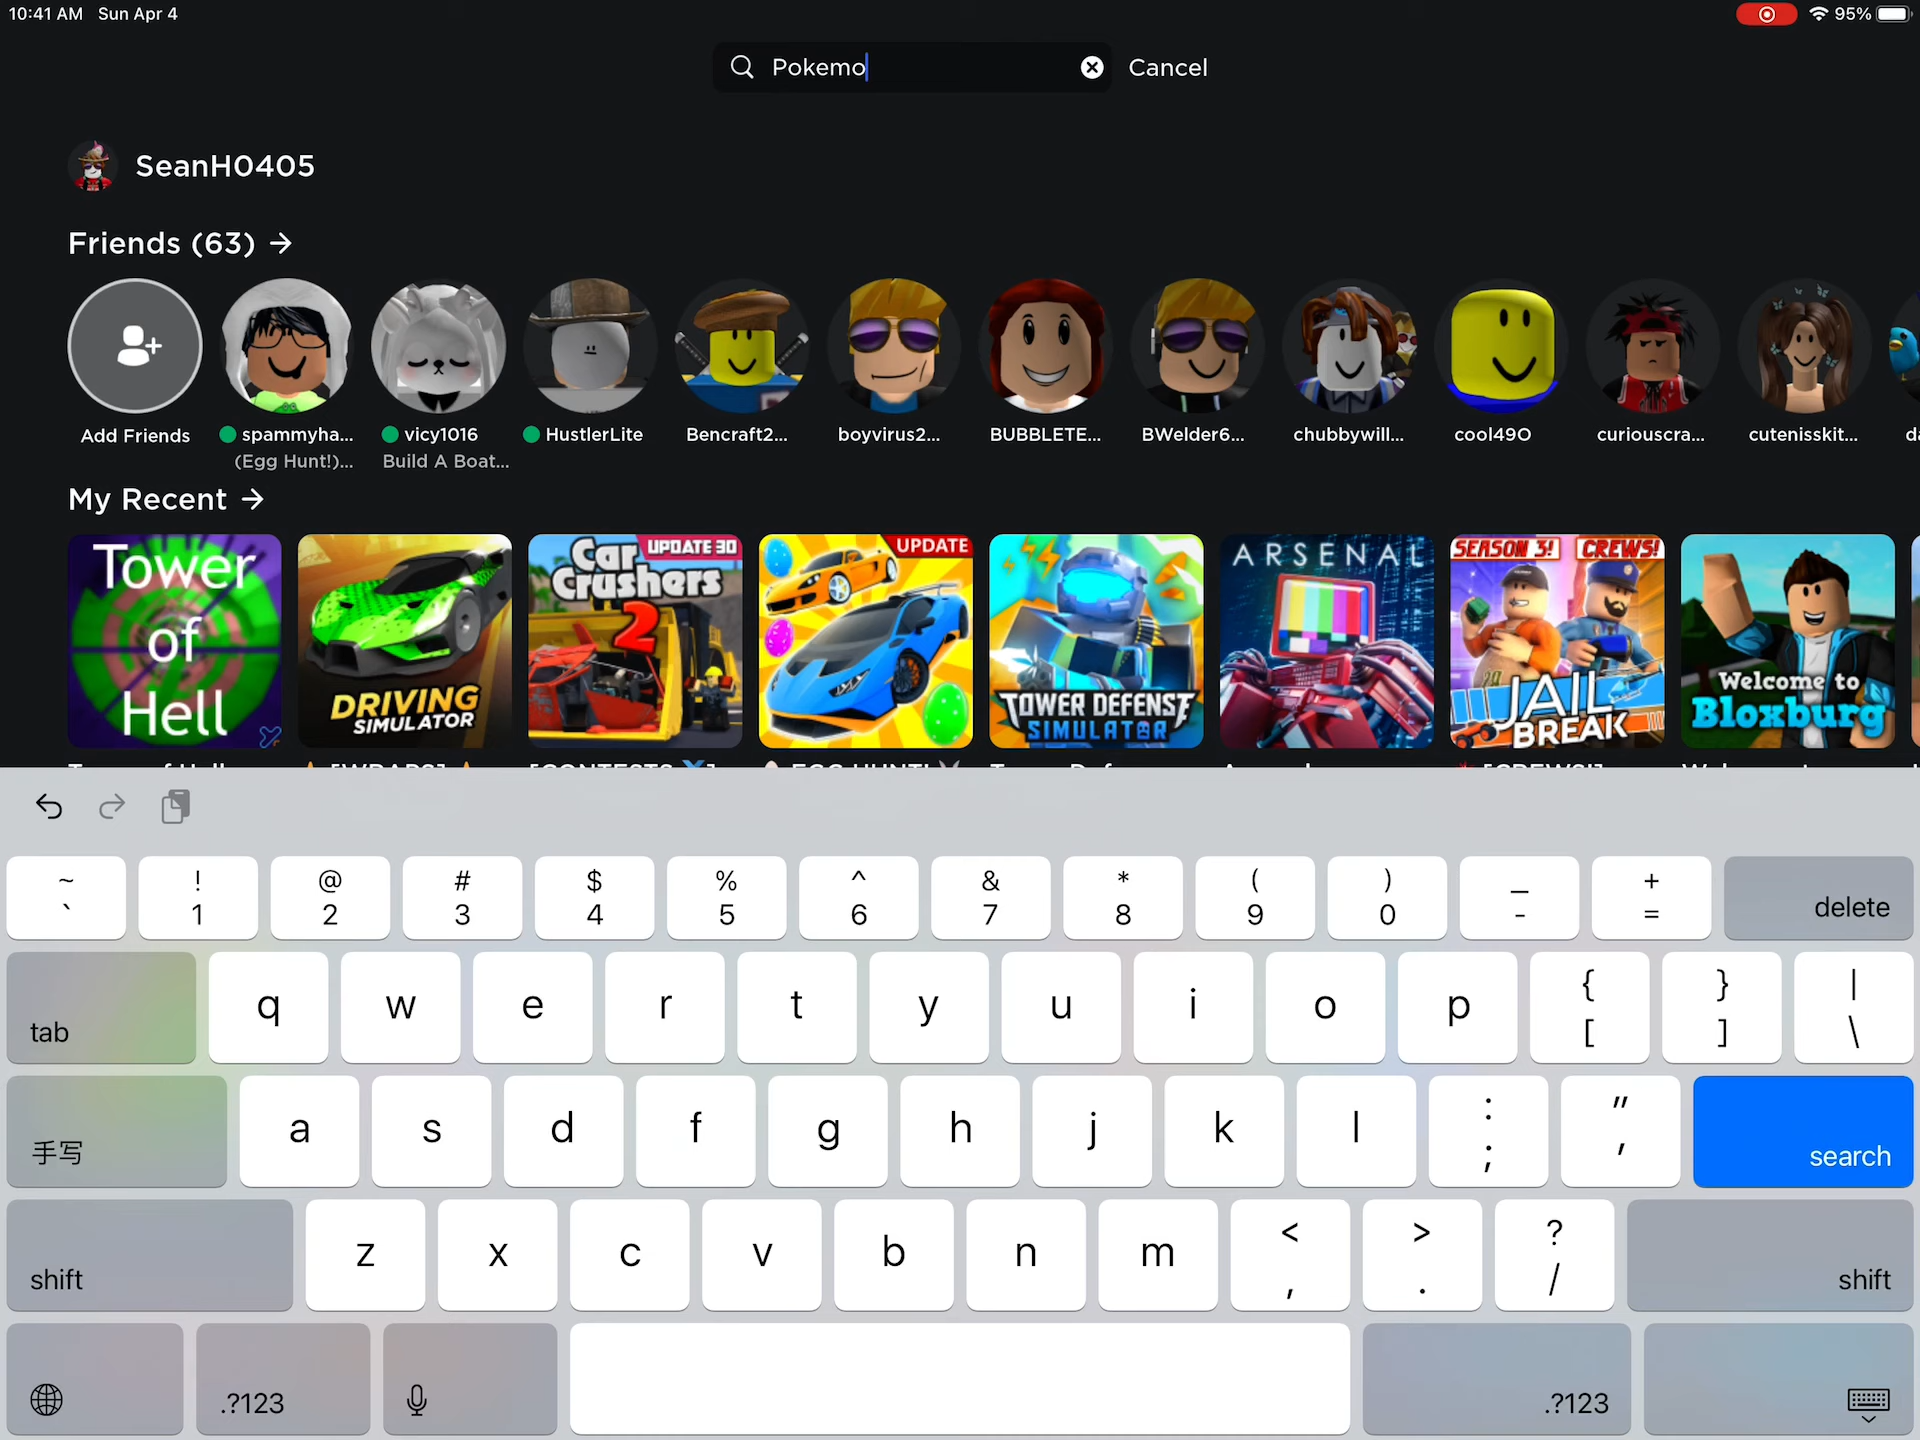 10:41 AM Sun Apr 4
95%
Pokemo
Cancel
SeanH0405
Friends (63)
Add Friends
spammyha...
(Egg Hunt!)...
vicy1016
Build A Boat...
HustlerLite
Bencraft2...
boyvirus2...
BUBBLETE...
BWelder6...
chubbywill...
cool49O
curiouscra...
cutenisskit...
My Recent
Tower
of
Hell
DRIVING
SIMULATOR
Car
Crushers
2
UPDATE 30
UPDATE
TOWER DEFENSE
SIMULATOR
ARSENAL
SEASON 3! CREWS!
JAIL
BREAK
Welcome to
Bloxburg
~ ! @ # $ % ^ & * ( ) _ +
` 1 2 3 4 5 6 7 8 9 0 - = delete
tab q w e r t y u i o p { [ } ] | \
手写 a s d f g h j k l : ; " ' search
shift z x c v b n m < , > . ? / shift
.?123 .?123